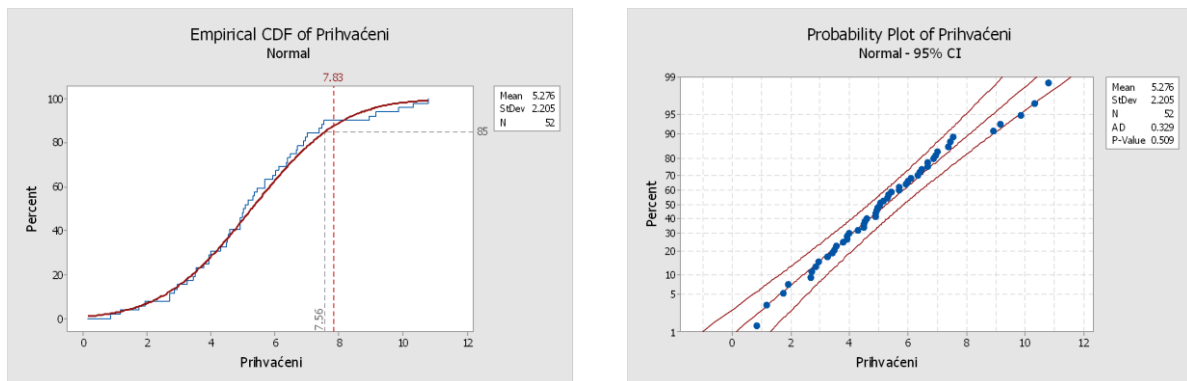 Empirical CDF of Prihvaćeni
Normal
7.83
100
80
60
40
20
0
Percent
85
7.56
0 2 4 6 8 10 12
Prihvaćeni
Mean 5.276
StDev 2.205
N 52
Probability Plot of Prihvaćeni
Normal - 95% CI
99
95
90
80
70
60
50
40
30
20
10
5
1
Percent
0 2 4 6 8 10 12
Prihvaćeni
Mean 5.276
StDev 2.205
N 52
AD 0.329
P-Value 0.509